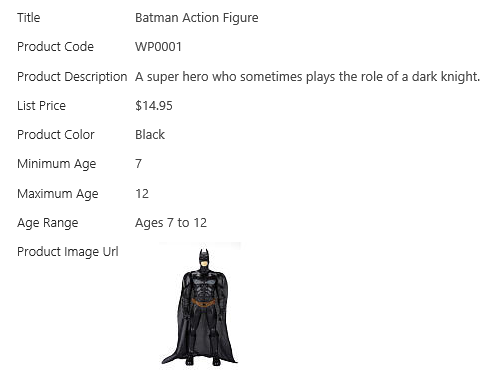 Title Batman Action Figure
Product Code WP0001
Product Description A super hero who sometimes plays the role of a dark knight.
List Price $14.95
Product Color Black
Minimum Age 7
Maximum Age 12
Age Range Ages 7 to 12
Product Image Url